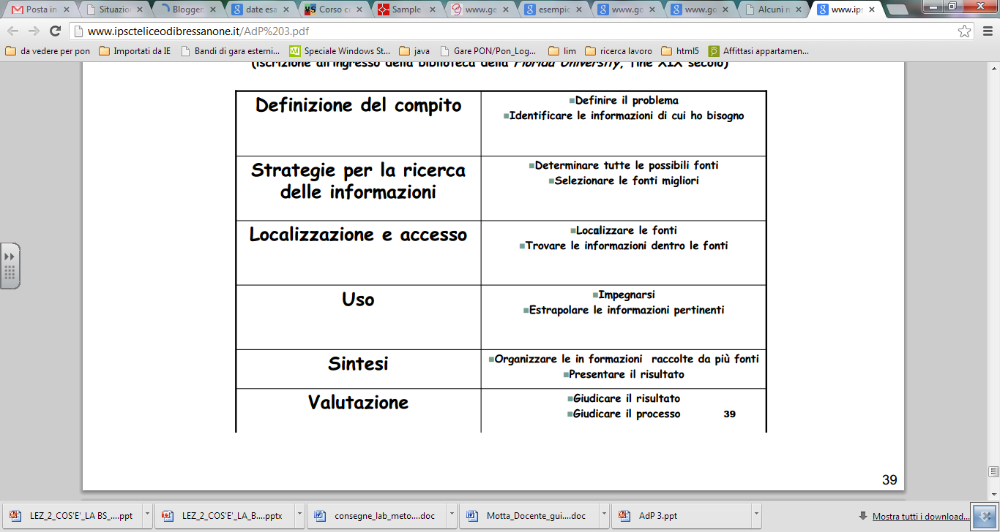 Posta in
Situazio
Blogger:
date esa
Corso co
Sample
www.ge
esempio
www.go
www.go
Alcuni n
www.ips
www.ipscteliceodibressanone.it/AdP%203.pdf
da vedere per pon
Importati da IE
Bandi di gara esterni...
Speciale Windows St...
java
Gare PON/Pon_Log...
lim
ricerca lavoro
html5
Affittasi appartamen...
(iscrizione all'ingresso della biblioteca della Florida University, fine XIX secolo)
Definizione del compito
Definire il problema
Identificare le informazioni di cui ho bisogno
Strategie per la ricerca
delle informazioni
Determinare tutte le possibili fonti
Selezionare le fonti migliori
Localizzazione e accesso
Localizzare le fonti
Trovare le informazioni dentro le fonti
Uso
Impegnarsi
Estrapolare le informazioni pertinenti
Sintesi
Organizzare le in formazioni raccolte da più fonti
Presentare il risultato
Valutazione
Giudicare il risultato
Giudicare il processo 39
39
LEZ_2_COS'E'_LA BS_....ppt
LEZ_2_COS'E'_LA_B....pptx
consegne_lab_meto....doc
Motta_Docente_gui....doc
AdP 3.ppt
Mostra tutti i download...